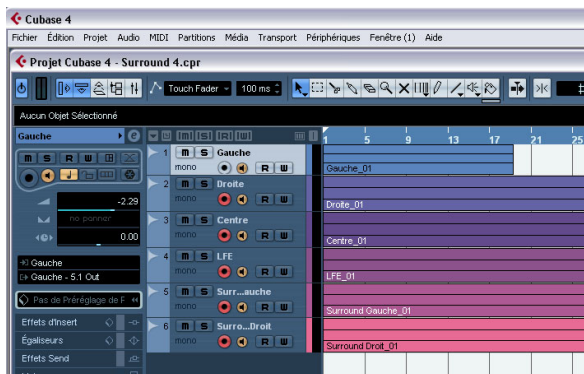 Cubase 4
Fichier Édition Projet Audio MIDI Partitions Média Transport Périphériques Fenêtre (1) Aide
Projet Cubase 4 - Surround 4.cpr
Touch Fader 100 ms
Aucun Objet Sélectionné
Gauche e m S R W 1 5 9 13 17 21 25
m S R W
1 m S Gauche
mono R W Gauche_01
-2.29
2 m S Droite
no panner mono R W Droite_01
0.00
3 m S Centre
mono R W Centre_01
Gauche
Gauche - 5.1 Out
4 m S LFE
mono R W LFE_01
Pas de Préréglage de F
5 m S Surr...auche
mono R W Surround Gauche_01
Effets d'Insert
6 m S Surro...Droit
Égaliseurs mono R W Surround Droit_01
Effets Send